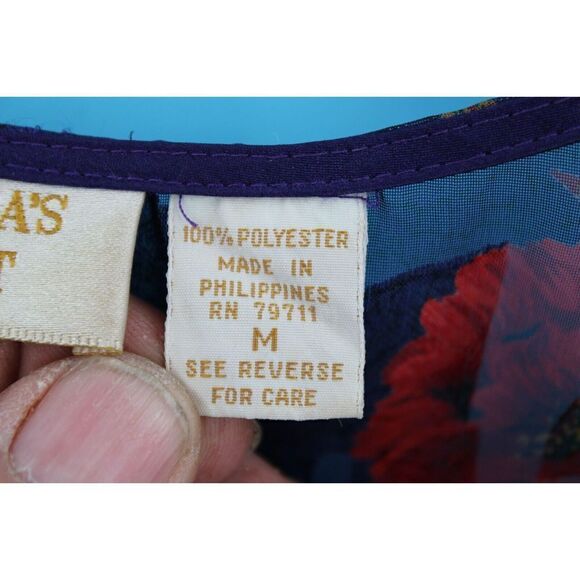 A'S
T
100% POLYESTER
MADE IN
PHILIPPINES
RN 79711
M
SEE REVERSE
FOR CARE